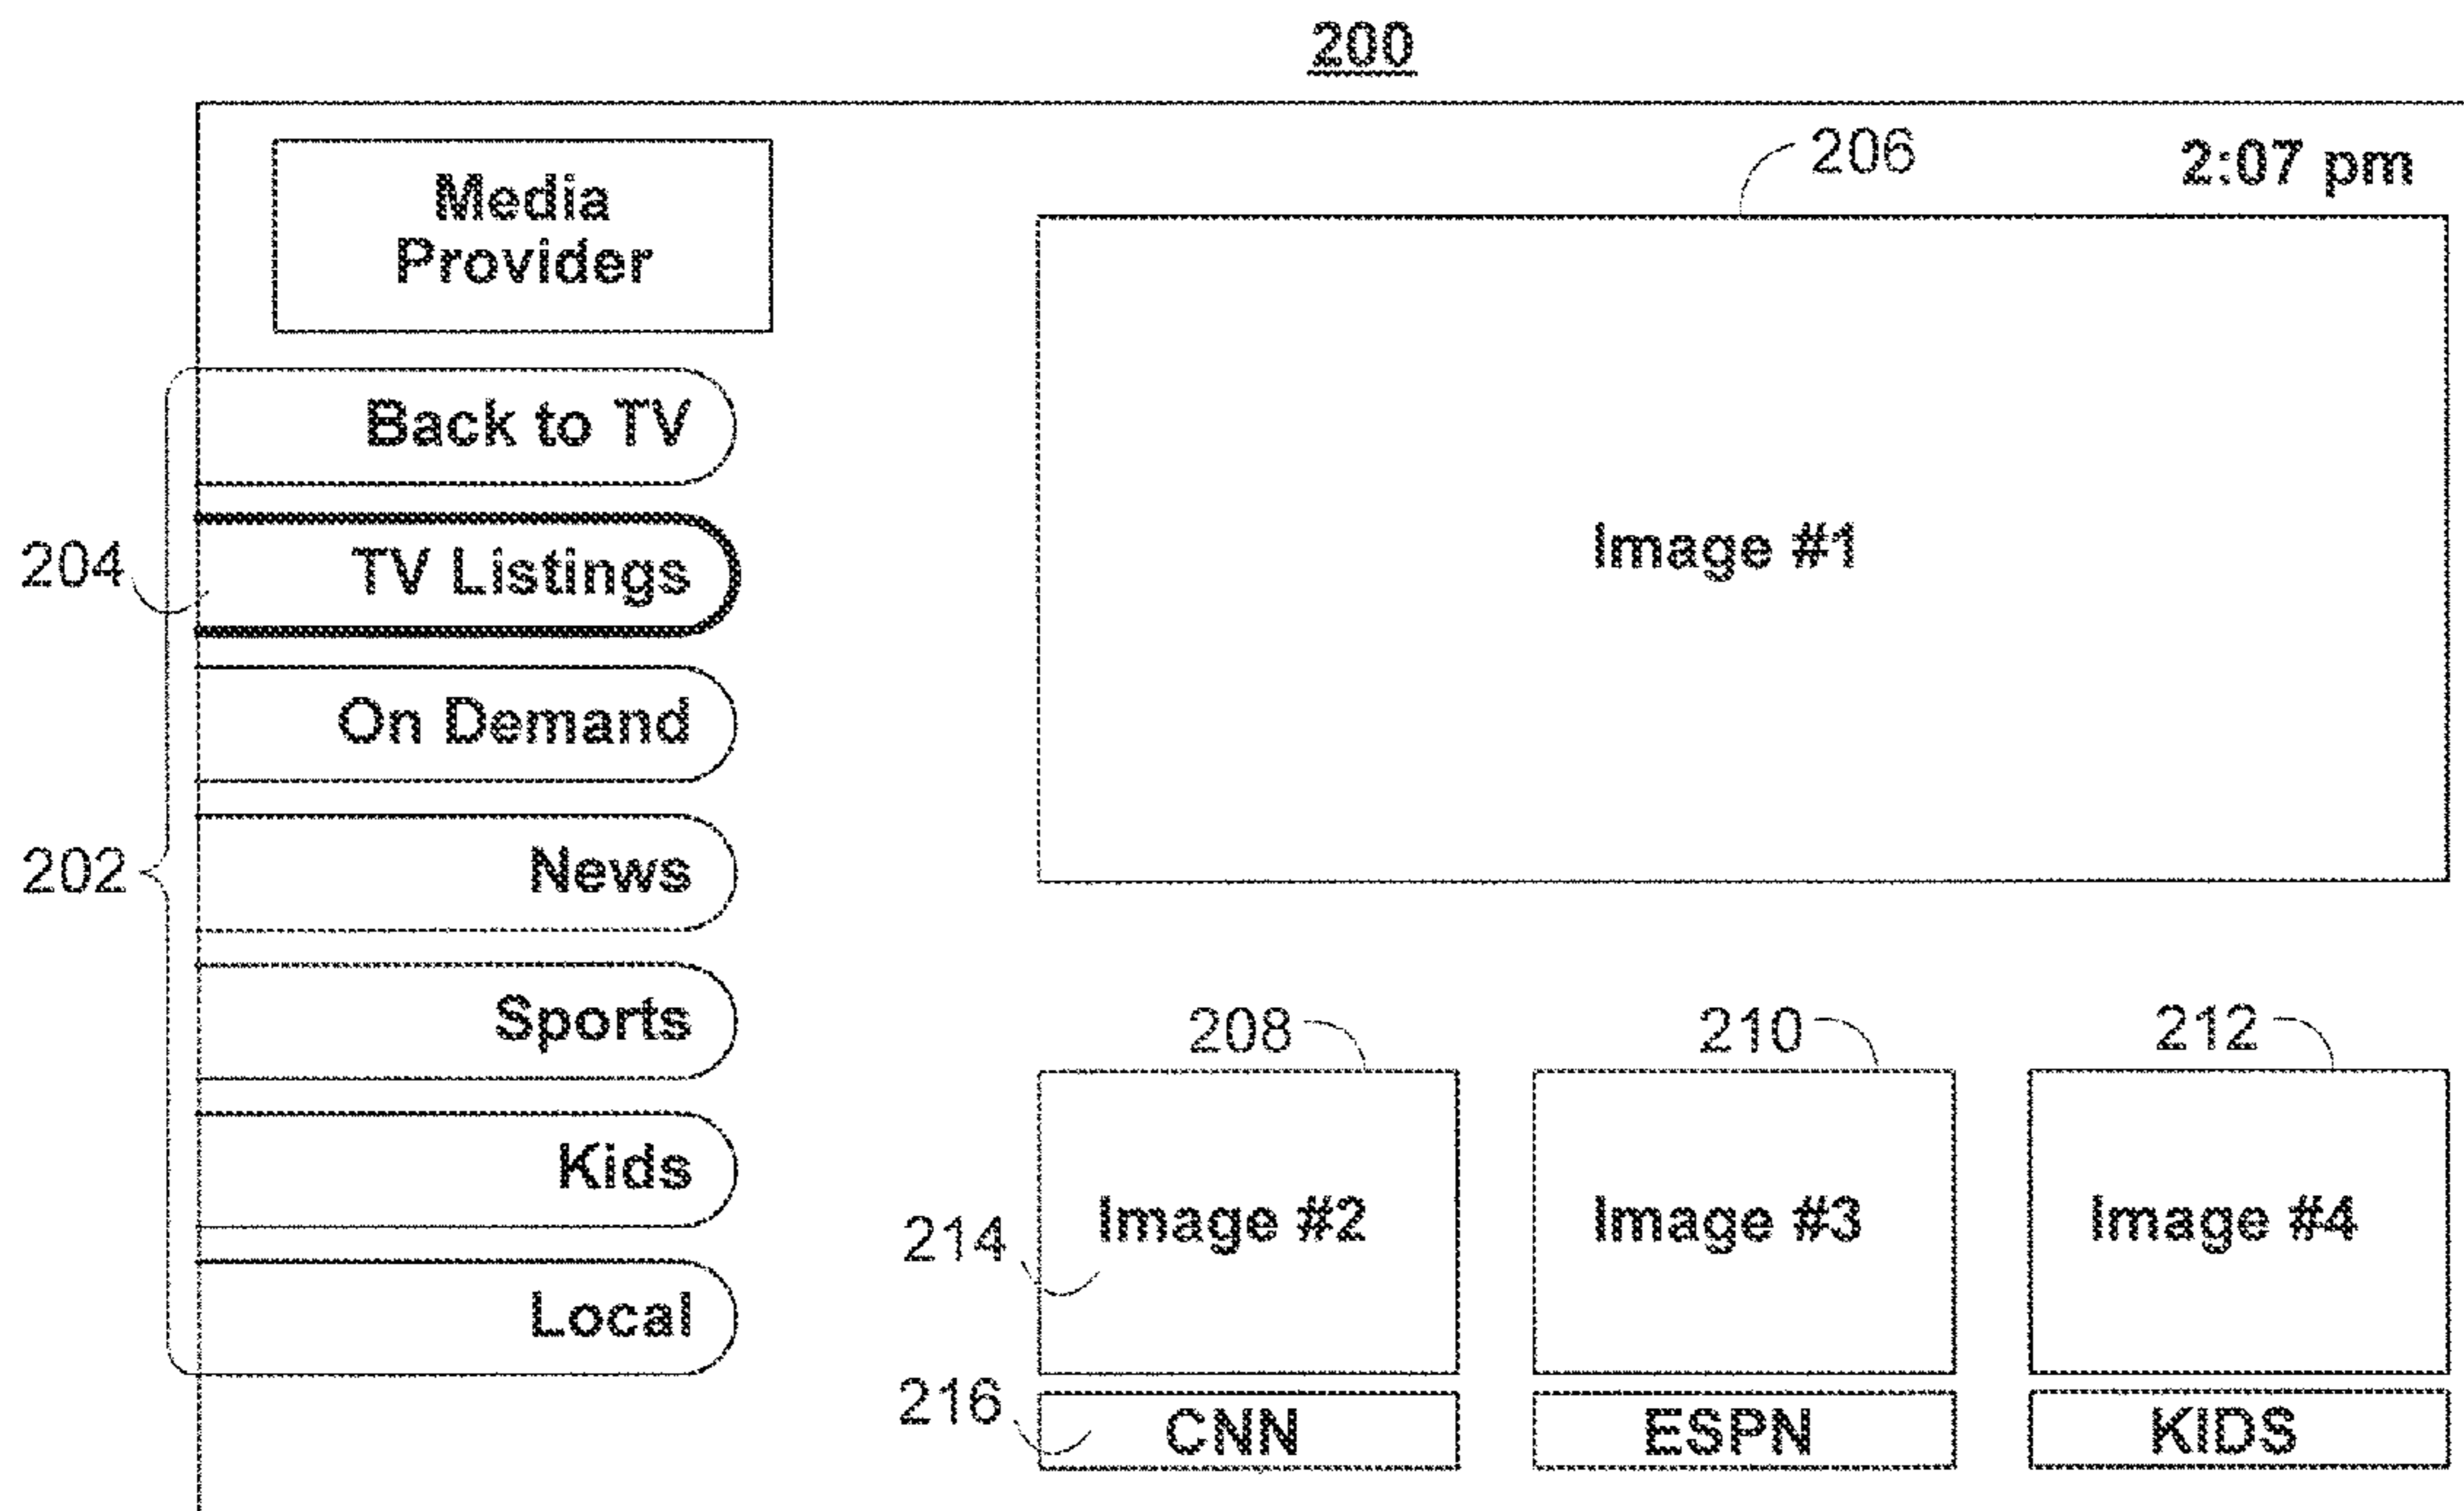 200
206
2:07 pm
Media
Provider
Back to TV
204
TV Listings
Image #1
On Demand
202
News
Sports
208
210
212
Kids
214
Image #2
Image #3
Image #4
Local
216
CNN
ESPN
KIDS